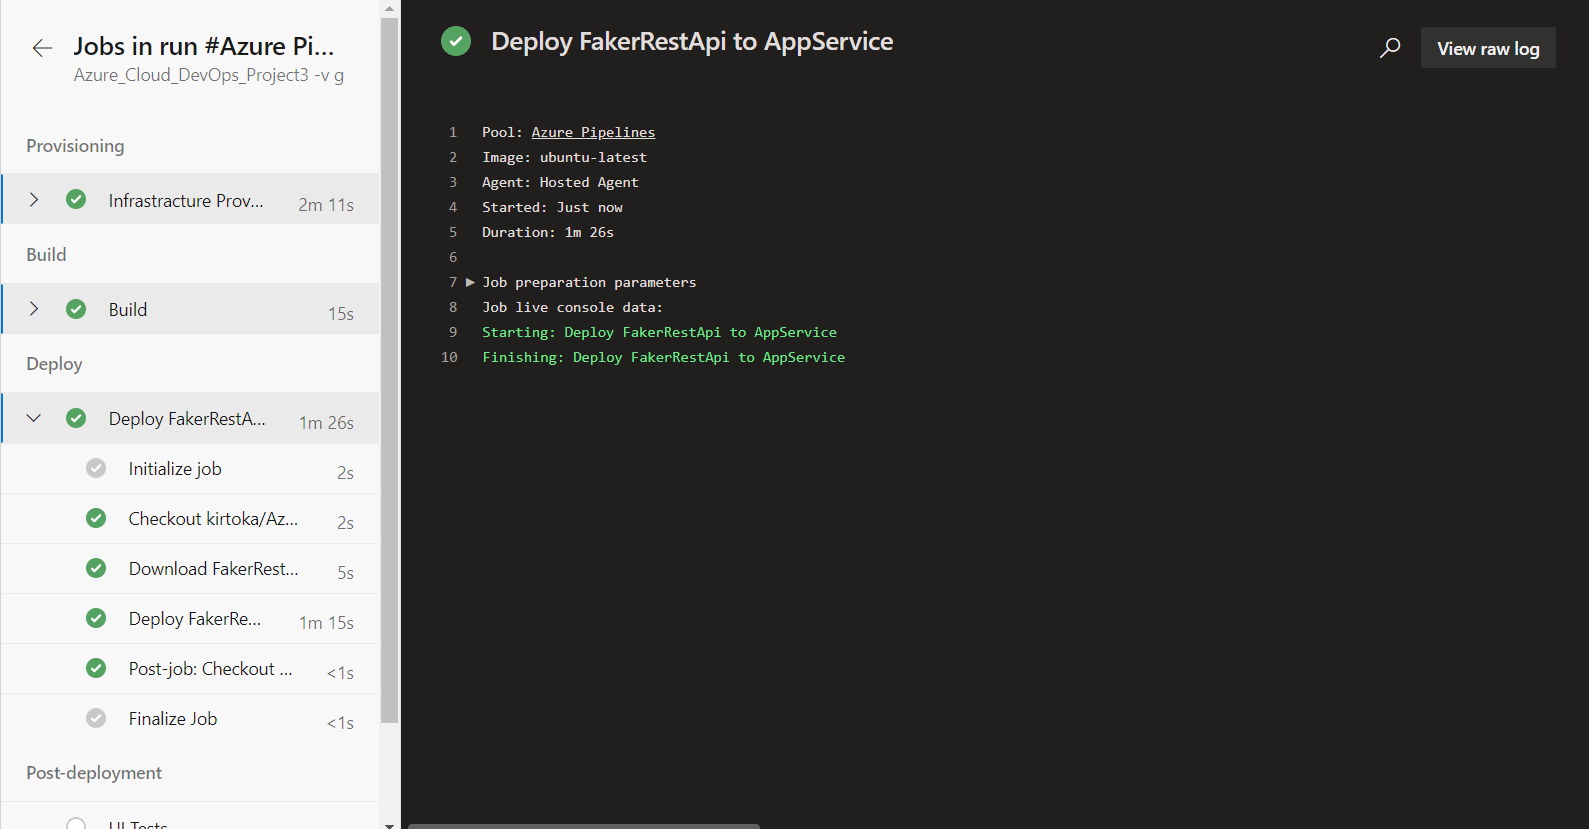 Jobs in run #Azure Pi...
Azure_Cloud_DevOps_Project3 -v g
Provisioning
Infrastracture Prov... 2m 11s
Build
Build 15s
Deploy
Deploy FakerRestA... 1m 26s
Initialize job 2s
Checkout kirtoka/Az... 2s
Download FakerRest... 5s
Deploy FakerRe... 1m 15s
Post-job: Checkout ... <1s
Finalize Job <1s
Post-deployment
UI Tests
Deploy FakerRestApi to AppService
View raw log
1 Pool: Azure Pipelines
2 Image: ubuntu-latest
3 Agent: Hosted Agent
4 Started: Just now
5 Duration: 1m 26s
6
7 Job preparation parameters
8 Job live console data:
9 Starting: Deploy FakerRestApi to AppService
10 Finishing: Deploy FakerRestApi to AppService